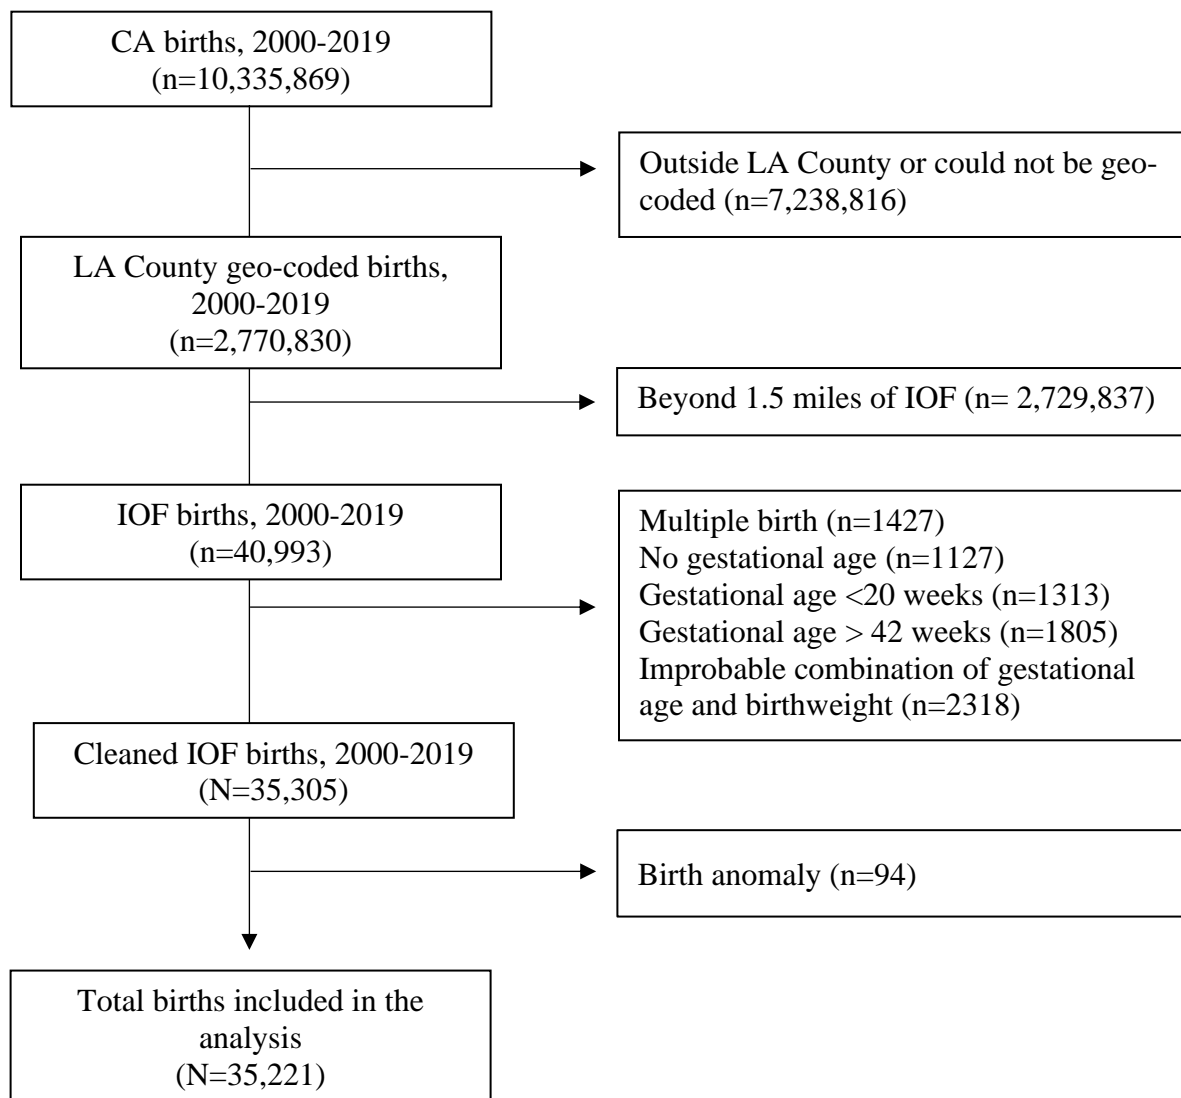 CA births, 2000-2019
(n=10,335,869)
Outside LA County or could not be geo-
coded (n=7,238,816)
LA County geo-coded births,
2000-2019
(n=2,770,830)
Beyond 1.5 miles of IOF (n= 2,729,837)
IOF births, 2000-2019
(n=40,993)
Multiple birth (n=1427)
No gestational age (n=1127)
Gestational age <20 weeks (n=1313)
Gestational age > 42 weeks (n=1805)
Improbable combination of gestational
age and birthweight (n=2318)
Cleaned IOF births, 2000-2019
(N=35,305)
Birth anomaly (n=94)
Total births included in the
analysis
(N=35,221)